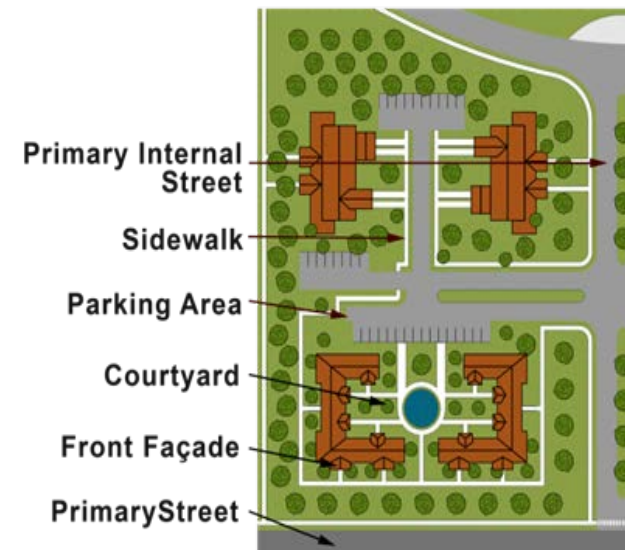 Primary Internal
Street
Sidewalk
Parking Area
Courtyard
Front Façade
PrimaryStreet